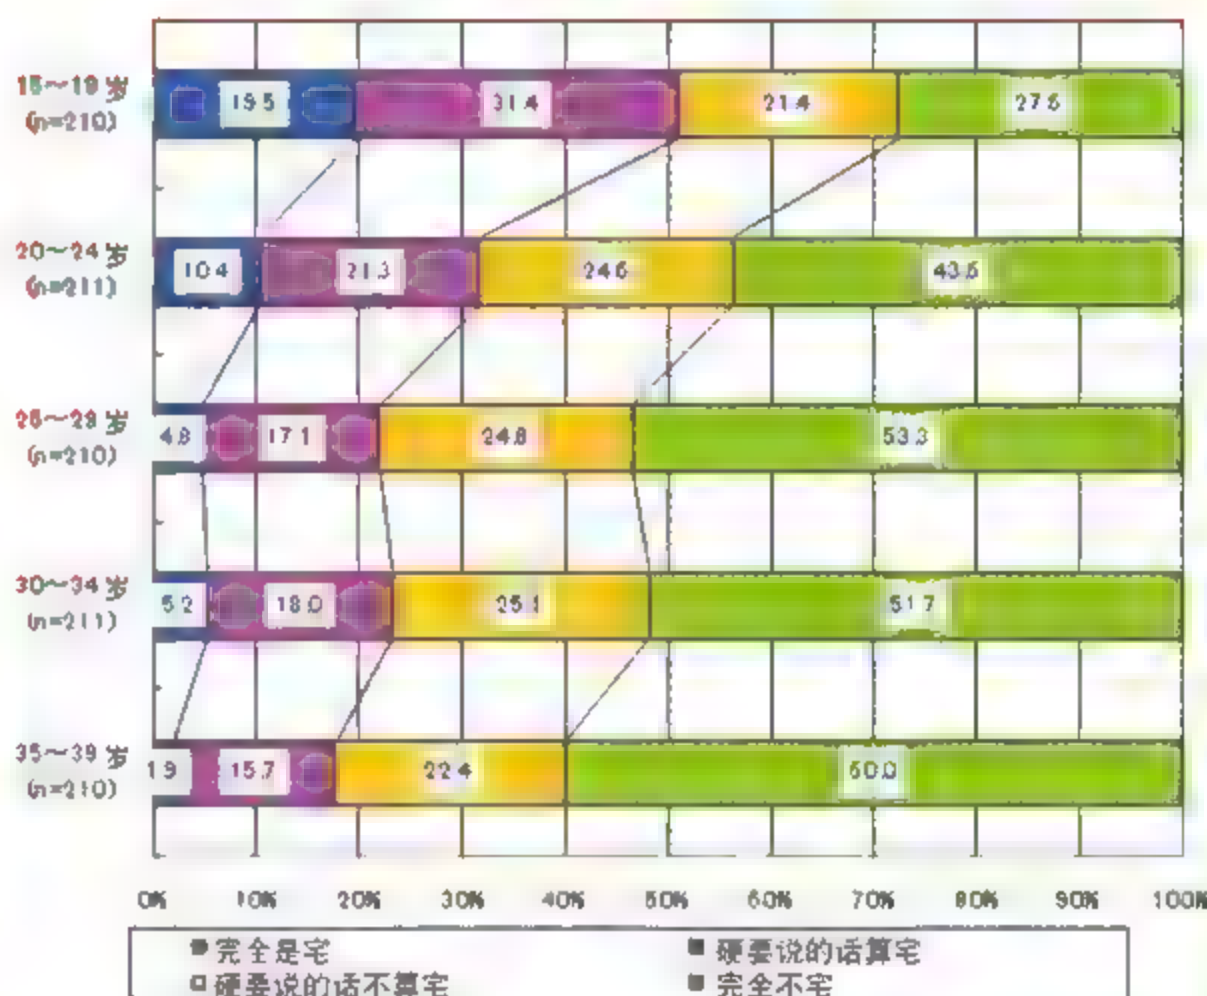 15～19岁
(n=210)
19.5 31.4 21.4 27.6
20～24岁
(n=211)
10.4 21.3 24.6 43.6
25～29岁
(n=210)
4.8 17.1 24.8 53.3
30～34岁
(n=211)
5.2 18.0 25.1 51.7
35～39岁
(n=210)
1.9 15.7 22.4 60.0
0% 10% 20% 30% 40% 50% 60% 70% 80% 90% 100%
完全是宅 硬要说的话算宅
硬要说的话不算宅 完全不宅